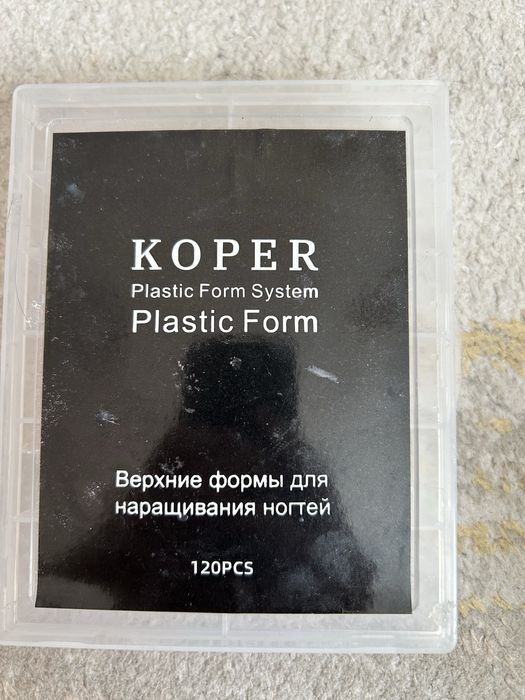 KOPER
Plastic Form System
Plastic Form
Верхние формы для
наращивания ногтей
120PCS